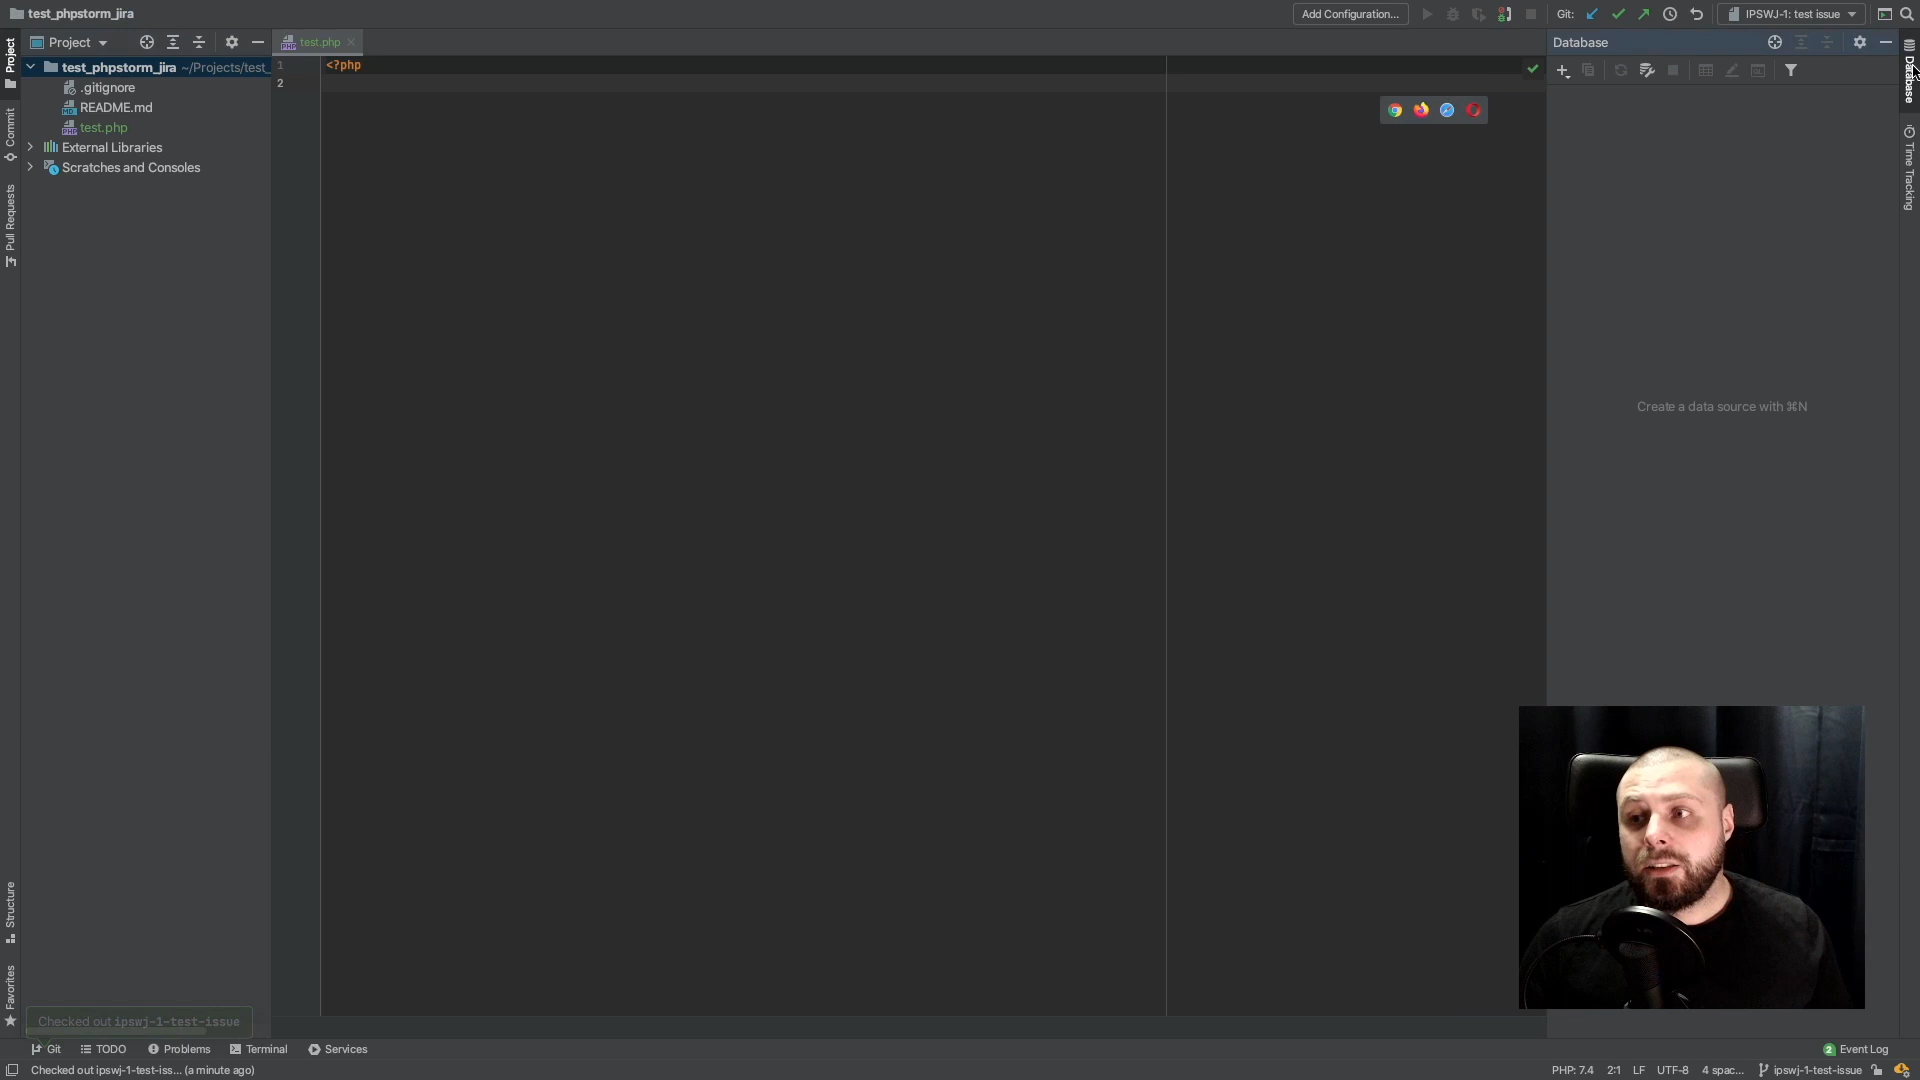 test_phpstorm_jira
Add Configuration...
Git:
IPSWJ-1: test issue
Project
Project
test.php
Database
test_phpstorm_jira ~/Projects/test_
.gitignore
README.md
test.php
External Libraries
Scratches and Consoles
1 <?php
2
Commit
Pull Requests
Structure
Favorites
Database
Time Tracking
Create a data source with ⌘N
Checked out ipswj-1-test-issue
Git
TODO
Problems
Terminal
Services
2 Event Log
Checked out ipswj-1-test-iss... (a minute ago)
PHP: 7.4
2:1
LF
UTF-8
4 spac...
ipswj-1-test-issue